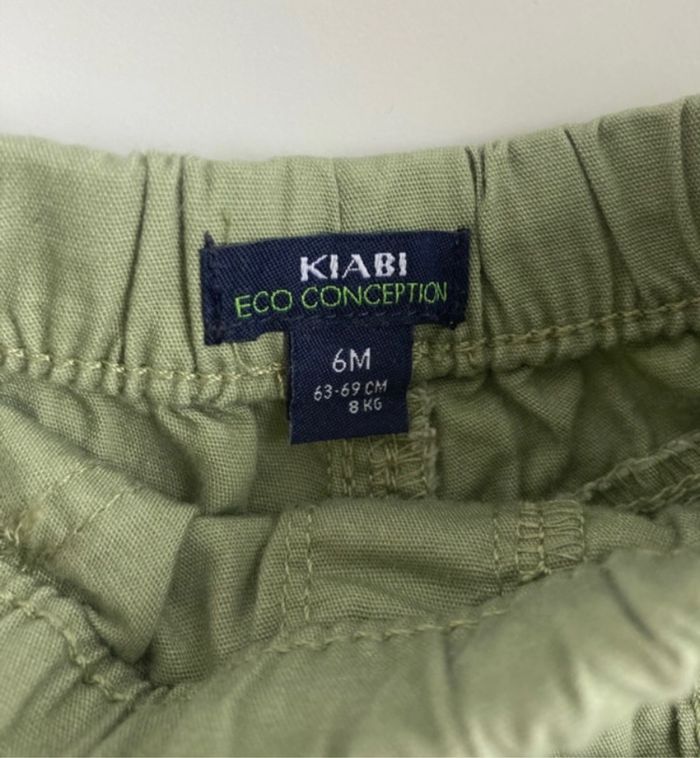 KIABI
ECO CONCEPTION
6M
63-69 CM
8 KG